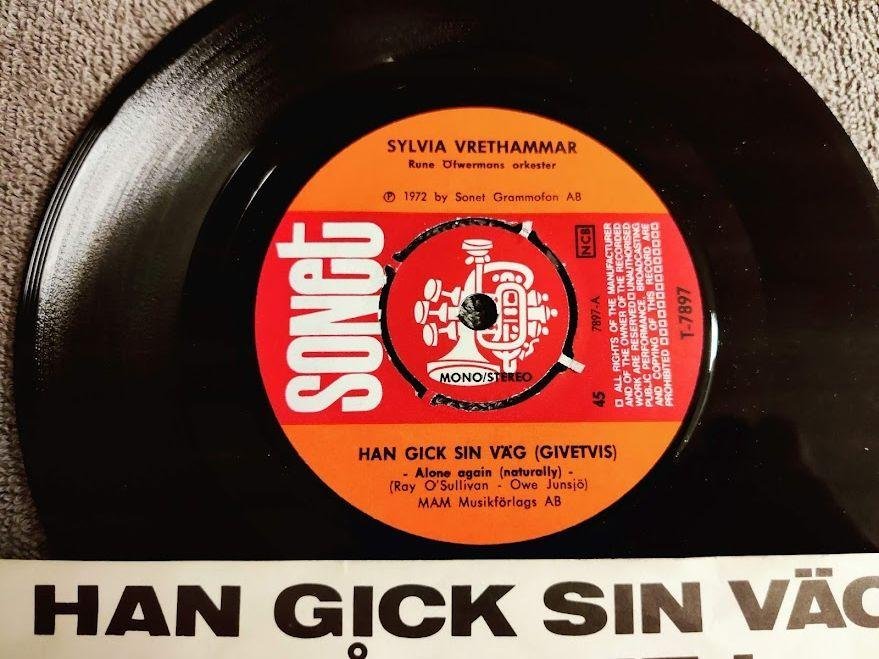 SYLVIA VRETHAMMAR
Rune Öfwermans orkester
Ⓟ 1972 by Sonet Grammofon AB
sonet
NCB
7897-A
MONO/STEREO
45
ALL RIGHTS OF THE MANUFACTURER
AND OF THE OWNER OF THE RECORDED
WORK ARE RESERVED UNAUTHORISED
PUBLIC PERFORMANCE, BROADCASTING
AND COPYING OF THIS RECORD ARE
PROHIBITED
T-7897
HAN GICK SIN VÄG (GIVETVIS)
- Alone again (naturally) -
(Ray O'Sullivan - Owe Junsjö)
MAM Musikförlags AB
HAN GICK SIN VÄG